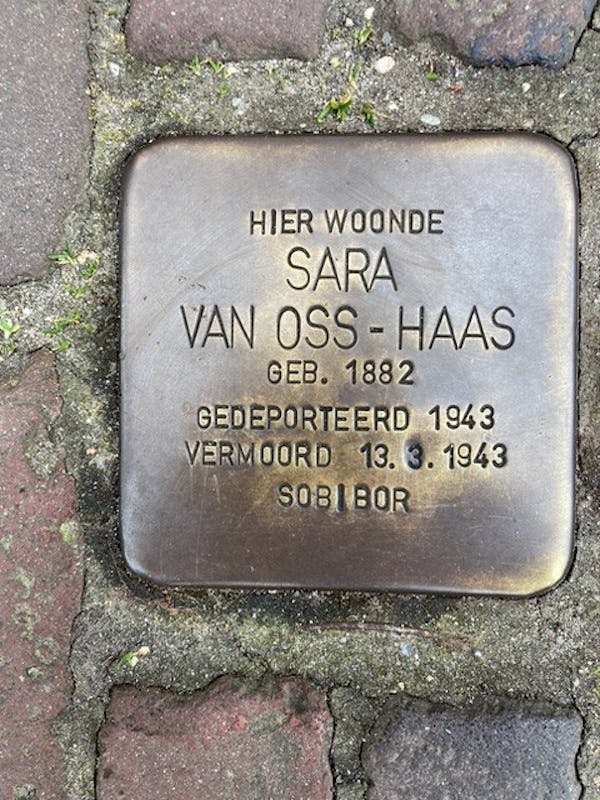 HIER WOONDE
SARA
VAN OSS - HAAS
GEB. 1882
GEDEPORTEERD 1943
VERMOORD 13.3.1943
SOBIBOR